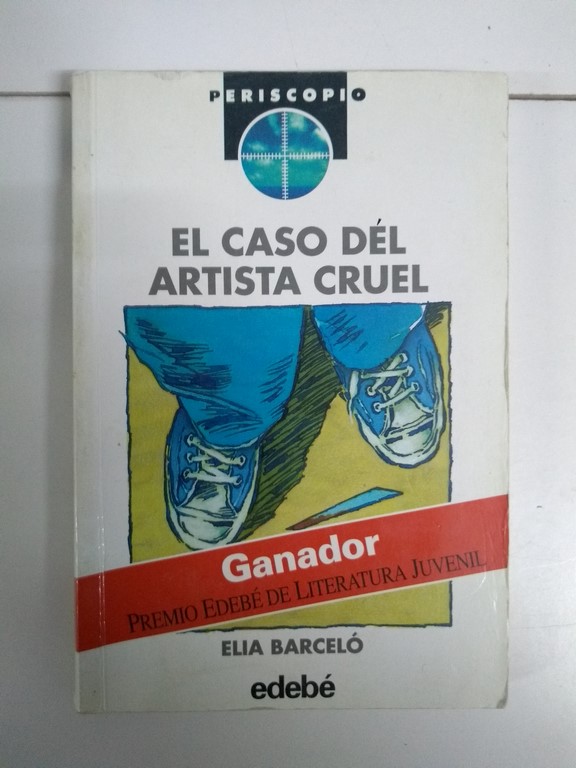 PERISCOPIO
EL CASO DÉL
ARTISTA CRUEL
Ganador
PREMIO EDEBÉ DE LITERATURA JUVENIL
ELIA BARCELÓ
edebé